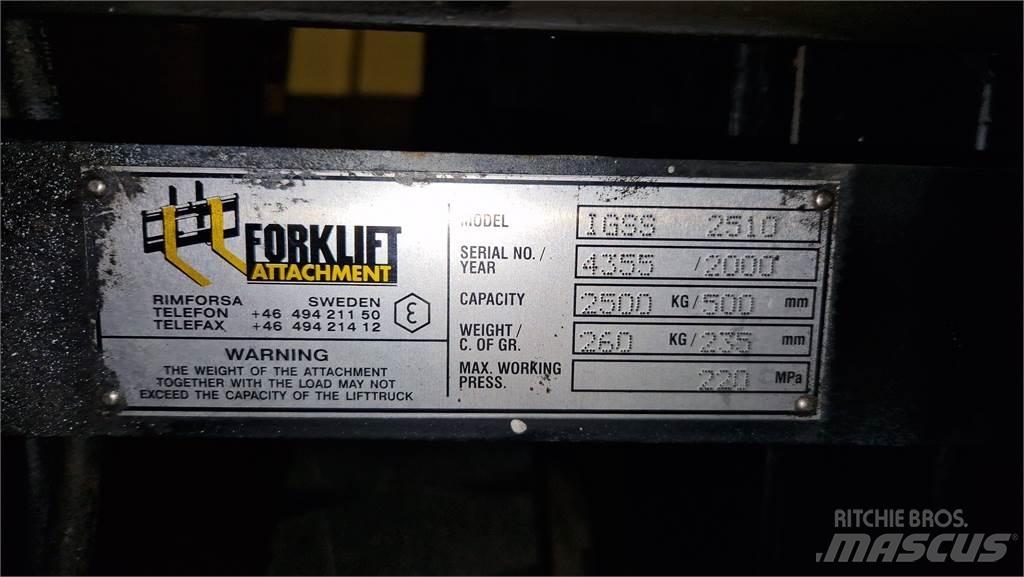 FORKLIFT
ATTACHMENT
RIMFORSA SWEDEN
TELEFON +46 494 211 50
TELEFAX +46 494 214 12
WARNING
THE WEIGHT OF THE ATTACHMENT
TOGETHER WITH THE LOAD MAY NOT
EXCEED THE CAPACITY OF THE LIFTTRUCK
MODEL IGSS 2510
SERIAL NO. /
YEAR 4355 / 2000
CAPACITY 2500 KG / 500 mm
WEIGHT /
C. OF GR. 260 KG / 235 mm
MAX. WORKING
PRESS. 220 MPa
RITCHIE BROS.
MASCUS